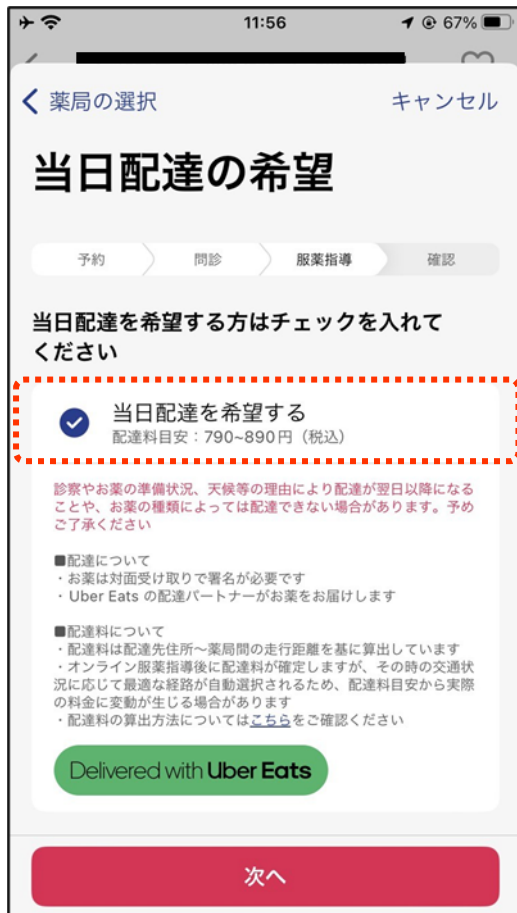 11:56
67%
薬局の選択
キャンセル
当日配達の希望
予約
問診
服薬指導
確認
当日配達を希望する方はチェックを入れて
ください
当日配達を希望する
配達料目安：790~890円（税込）
診察やお薬の準備状況、天候等の理由により配達が翌日以降になる
ことや、お薬の種類によっては配達できない場合があります。予め
ご了承ください
■配達について
・お薬は対面受け取りで署名が必要です
・Uber Eats の配達パートナーがお薬をお届けします
■配達料について
・配達料は配達先住所〜薬局間の走行距離を基に算出しています
・オンライン服薬指導後に配達料が確定しますが、その時の交通状
況に応じて最適な経路が自動選択されるため、配達料目安から実際
の料金に変動が生じる場合があります
・配達料の算出方法についてはこちらをご確認ください
Delivered with Uber Eats
次へ